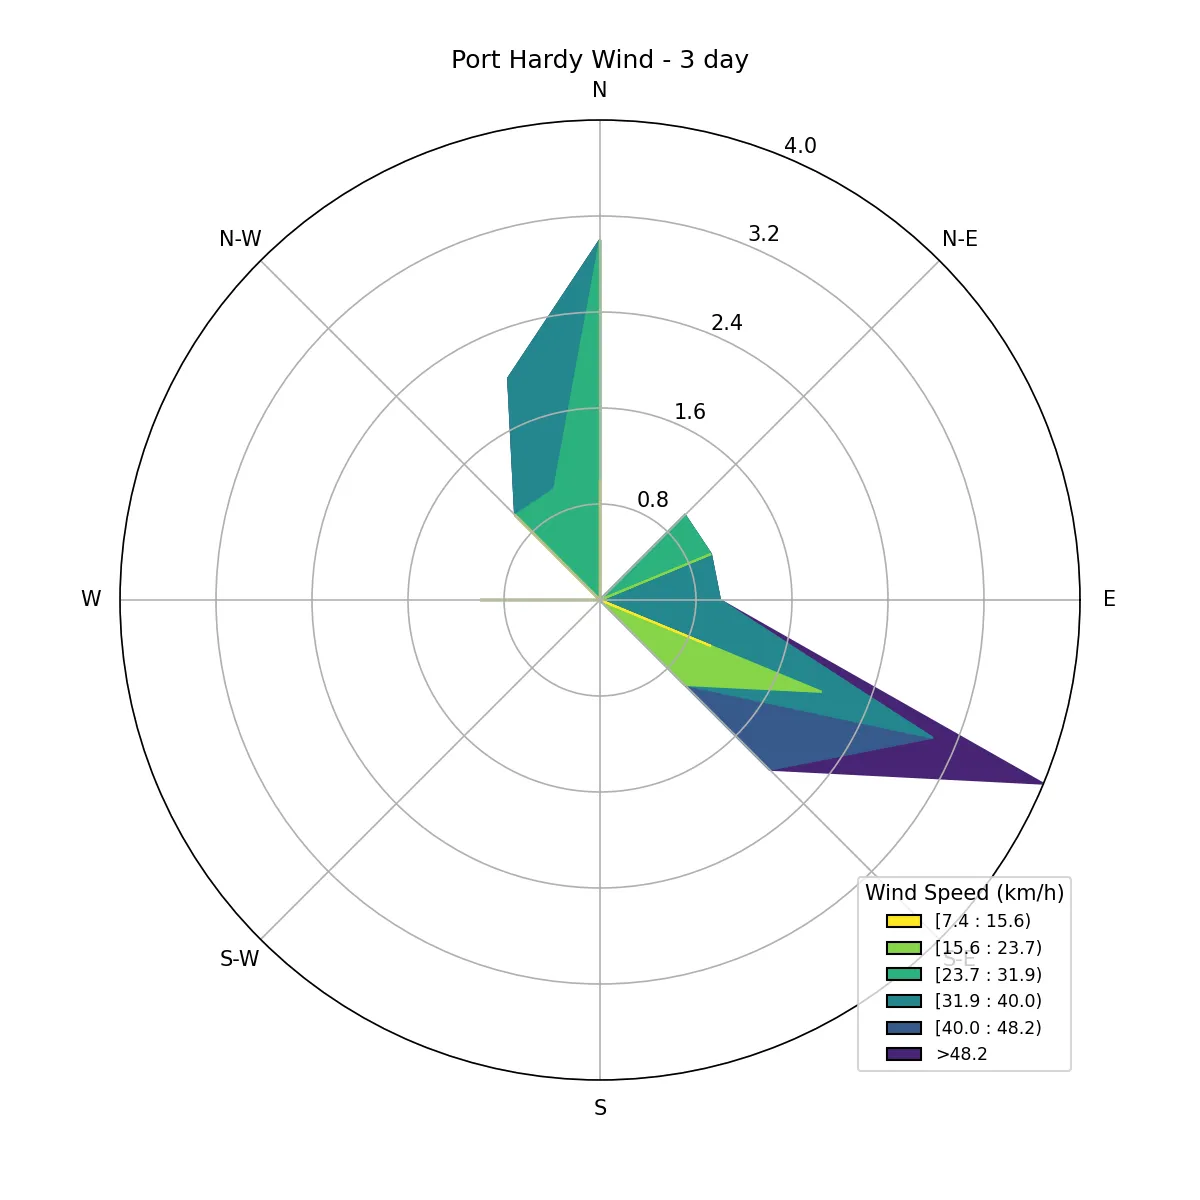 Port Hardy Wind - 3 day
N
4.0
N-W
3.2
N-E
2.4
1.6
0.8
W
E
Wind Speed (km/h)
[7.4 : 15.6)
[15.6 : 23.7)
S-W
S-E
[23.7 : 31.9)
[31.9 : 40.0)
[40.0 : 48.2)
>48.2
S